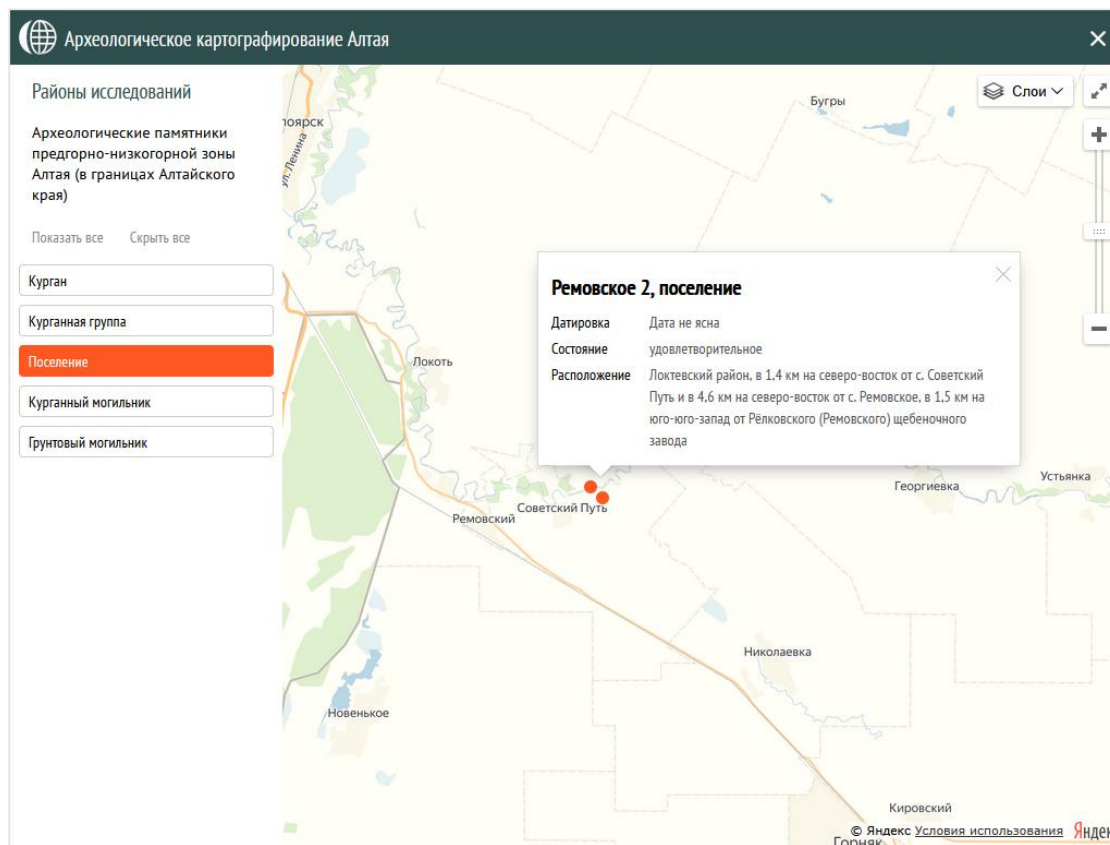 Археологическое картографирование Алтая
Районы исследований
Археологические памятники
предгорно-низкогорной зоны
Алтая (в границах Алтайского
края)
Показать все Скрыть все
Курган
Курганная группа
Поселение
Курганный могильник
Грунтовый могильник
Слои
Бугры
ул. Ленина
Ремовское 2, поселение
Датировка Дата не ясна
Состояние удовлетворительное
Расположение Локтевский район, в 1,4 км на северо-восток от с. Советский
Путь и в 4,6 км на северо-восток от с. Ремовское, в 1,5 км на
юго-юго-запад от Рёлковского (Ремовского) щебеночного
завода
Локоть
Устьянка
Георгиевка
Советский Путь
Ремовский
Николаевка
Новенькое
Кировский
© Яндекс Условия использования Яндек
Горняк